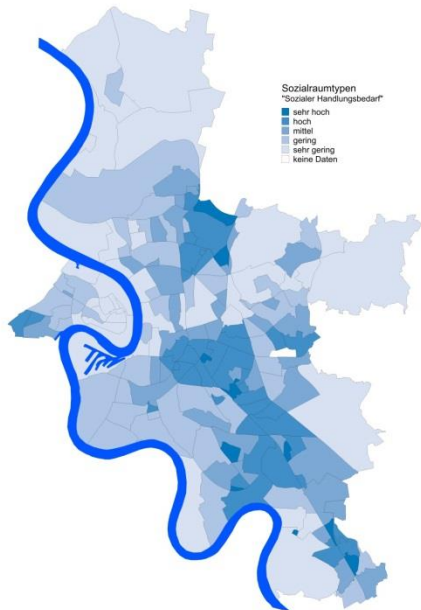 Sozialraumtypen
"Sozialer Handlungsbedarf"
sehr hoch
hoch
mittel
gering
sehr gering
keine Daten